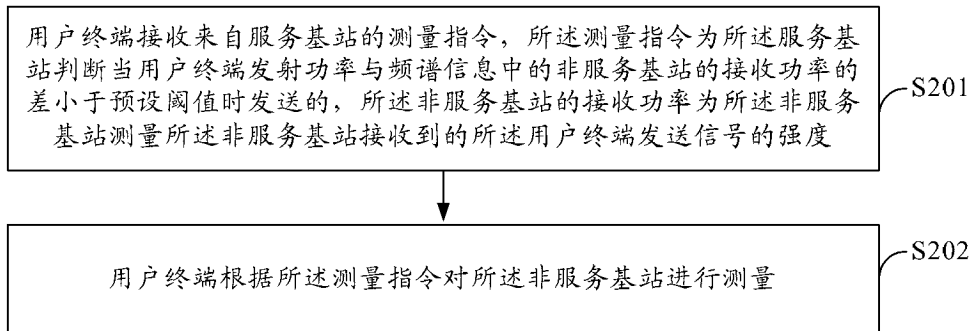 用户终端接收来自服务基站的测量指令，所述测量指令为所述服务基
站判断当用户终端发射功率与频谱信息中的非服务基站的接收功率的
差小于预设阈值时发送的，所述非服务基站的接收功率为所述非服务
基站测量所述非服务基站接收到的所述用户终端发送信号的强度
S201
用户终端根据所述测量指令对所述非服务基站进行测量
S202